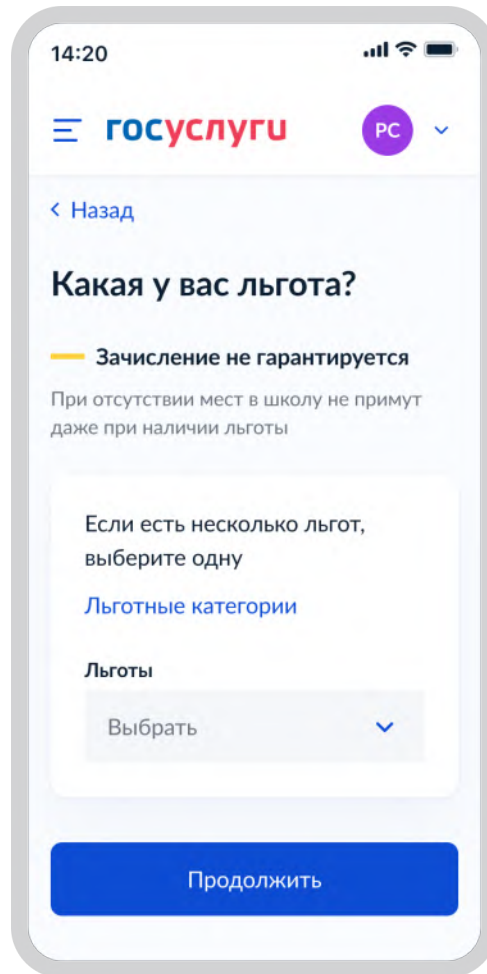 14:20
госуслуги
РС
Назад
Какая у вас льгота?
Зачисление не гарантируется
При отсутствии мест в школу не примут
даже при наличии льготы
Если есть несколько льгот,
выберите одну
Льготные категории
Льготы
Выбрать
Продолжить